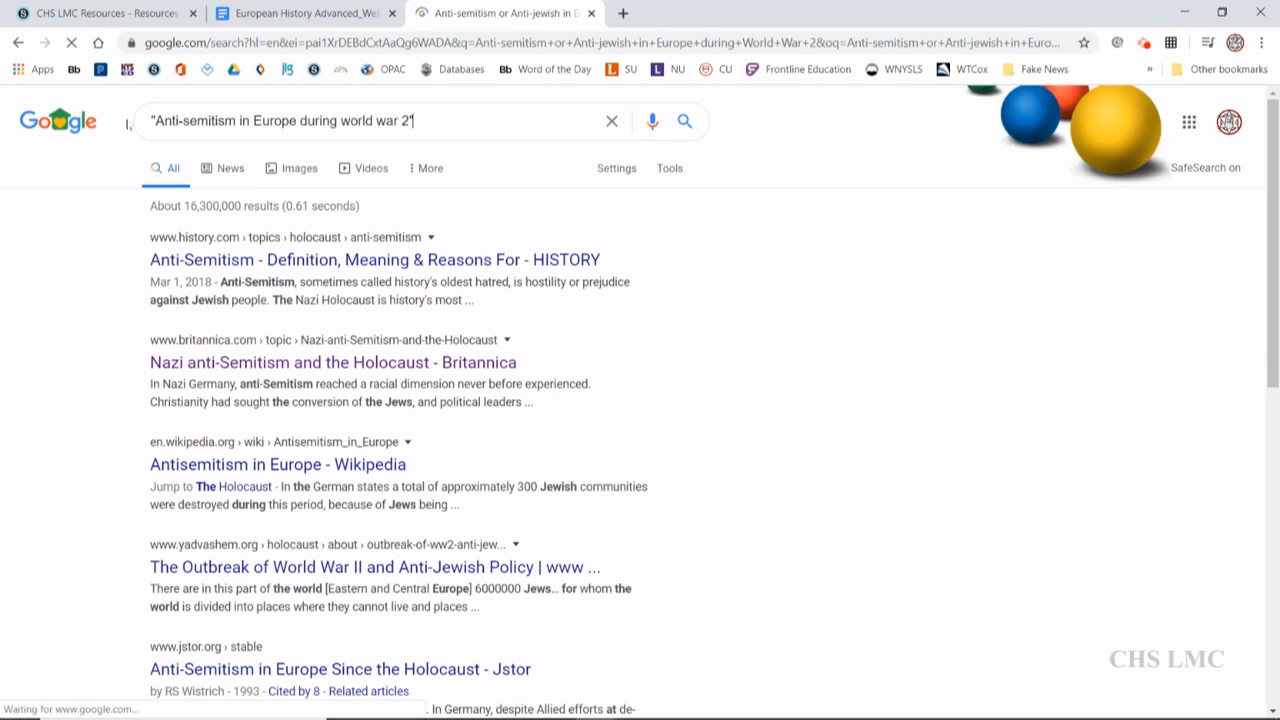 CHS LMC Resources - Resources
European History Advanced_We
Anti-semitism or Anti-jewish in E
google.com/search?hl=en&ei=pai1XrDEBdCxtAaQg6WADA&q=Anti-semitism+or+Anti-jewish+in+Europe+during+World+War+2&oq=Anti-semitism+or+Anti-jewish+in+Euro...
Apps Bb OPAC Databases Bb Word of the Day SU NU CU Frontline Education WNYSLS WTCox Fake News » Other bookmarks
Google "Anti-semitism in Europe during world war 2"
All News Images Videos More Settings Tools SafeSearch on
About 16,300,000 results (0.61 seconds)
www.history.com › topics › holocaust › anti-semitism
Anti-Semitism - Definition, Meaning & Reasons For - HISTORY
Mar 1, 2018 - Anti-Semitism, sometimes called history's oldest hatred, is hostility or prejudice
against Jewish people. The Nazi Holocaust is history's most ...
www.britannica.com › topic › Nazi-anti-Semitism-and-the-Holocaust
Nazi anti-Semitism and the Holocaust - Britannica
In Nazi Germany, anti-Semitism reached a racial dimension never before experienced.
Christianity had sought the conversion of the Jews, and political leaders ...
en.wikipedia.org › wiki › Antisemitism_in_Europe
Antisemitism in Europe - Wikipedia
Jump to The Holocaust - In the German states a total of approximately 300 Jewish communities
were destroyed during this period, because of Jews being ...
www.yadvashem.org › holocaust › about › outbreak-of-ww2-anti-jew...
The Outbreak of World War II and Anti-Jewish Policy | www ...
There are in this part of the world [Eastern and Central Europe] 6000000 Jews... for whom the
world is divided into places where they cannot live and places ...
www.jstor.org › stable
Anti-Semitism in Europe Since the Holocaust - Jstor
CHS LMC
by RS Wistrich - 1993 - Cited by 8 - Related articles
Waiting for www.google.com...
. In Germany, despite Allied efforts at de-